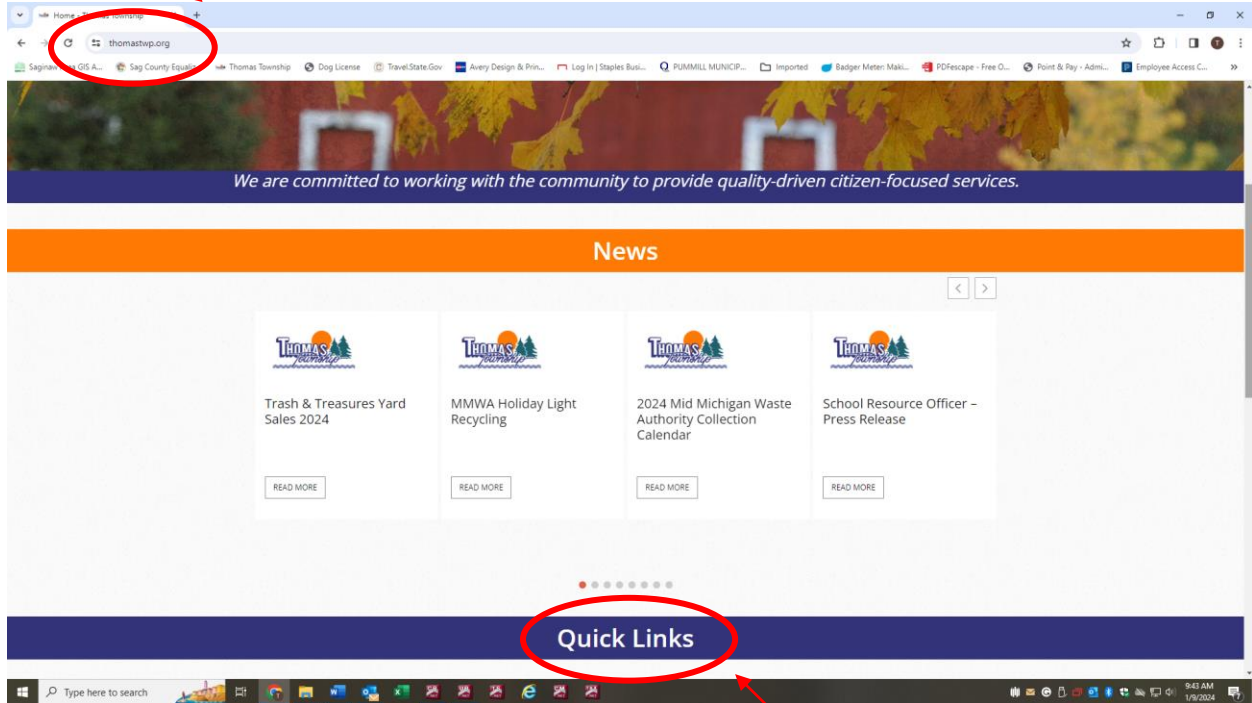 Home - Thomas Township
thomastwp.org
Sag County Equaliz...
Thomas Township
Dog License
Travel.State.Gov
Avery Design & Prin...
Log In | Staples Busi...
PUMMILL MUNICIP...
Imported
Badger Meter: Maki...
PDFescape - Free O...
Point & Pay - Admi...
Employee Access C...
We are committed to working with the community to provide quality-driven citizen-focused services.
News
THOMAS
Township
THOMAS
Township
THOMAS
Township
THOMAS
Township
Trash & Treasures Yard
Sales 2024
MMWA Holiday Light
Recycling
2024 Mid Michigan Waste
Authority Collection
Calendar
School Resource Officer –
Press Release
READ MORE
READ MORE
READ MORE
READ MORE
Quick Links
Type here to search
9:43 AM
1/9/2024